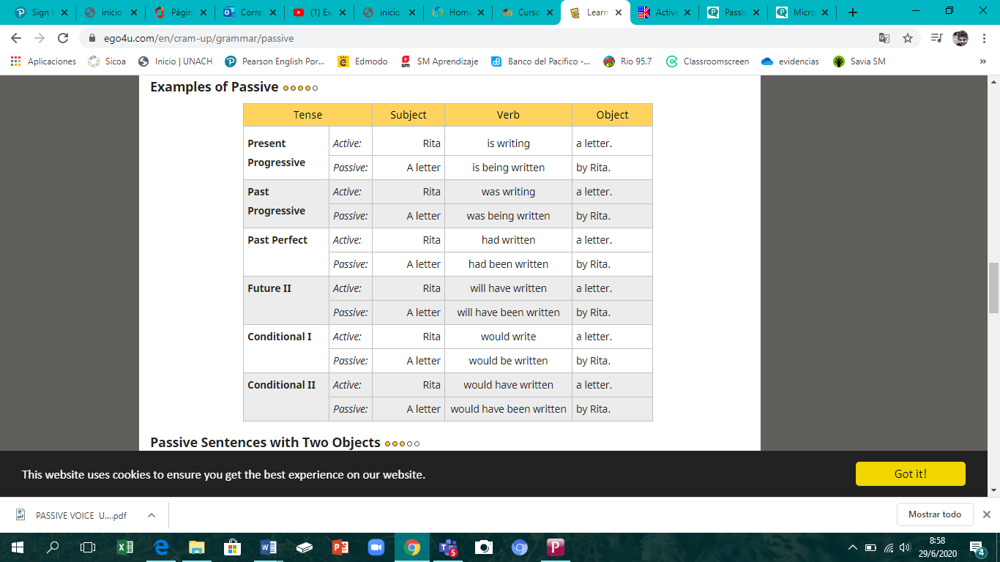 Sign I
inicio
Págin
Corre
(1) Ex
inicio
Home
Curso
Learn
Active
Passiv
Micro
ego4u.com/en/cram-up/grammar/passive
Aplicaciones
Sicoa
Inicio | UNACH
Pearson English Por...
Edmodo
SM Aprendizaje
Banco del Pacifico -...
Rio 95.7
Classroomscreen
evidencias
Savia SM
Examples of Passive
Tense Subject Verb Object
Present Active: Rita is writing a letter.
Progressive Passive: A letter is being written by Rita.
Past Active: Rita was writing a letter.
Progressive Passive: A letter was being written by Rita.
Past Perfect Active: Rita had written a letter.
Passive: A letter had been written by Rita.
Future II Active: Rita will have written a letter.
Passive: A letter will have been written by Rita.
Conditional I Active: Rita would write a letter.
Passive: A letter would be written by Rita.
Conditional II Active: Rita would have written a letter.
Passive: A letter would have been written by Rita.
Passive Sentences with Two Objects
This website uses cookies to ensure you get the best experience on our website.
Got it!
PASSIVE VOICE U....pdf
Mostrar todo
8:58
29/6/2020
5
4